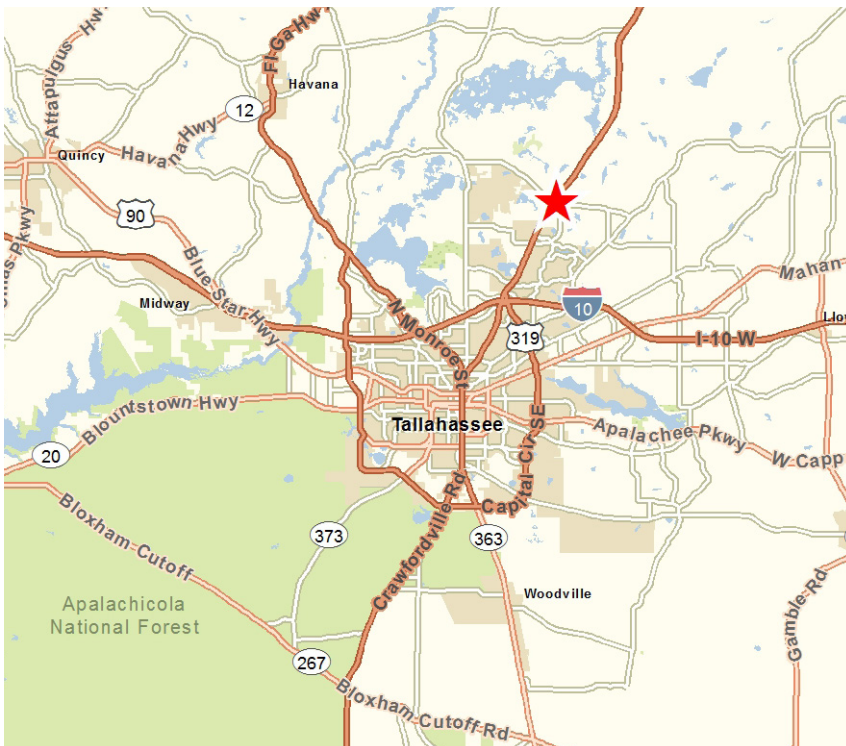 Attapulgus Hwy
Fl Ga Hwy
Havana
12
Havana Hwy
Quincy
90
Pkwy
Blue Star Hwy
Midway
Mahan
10
N Monroe St
319
I-10 W
Blountstown Hwy
Tallahassee
Capital Cir SE
Apalachee Pkwy
W Capp
20
Bloxham Cutoff
373
Crawfordville Rd
363
Woodville
Apalachicola
National Forest
Gamble Rd
267
Bloxham Cutoff Rd